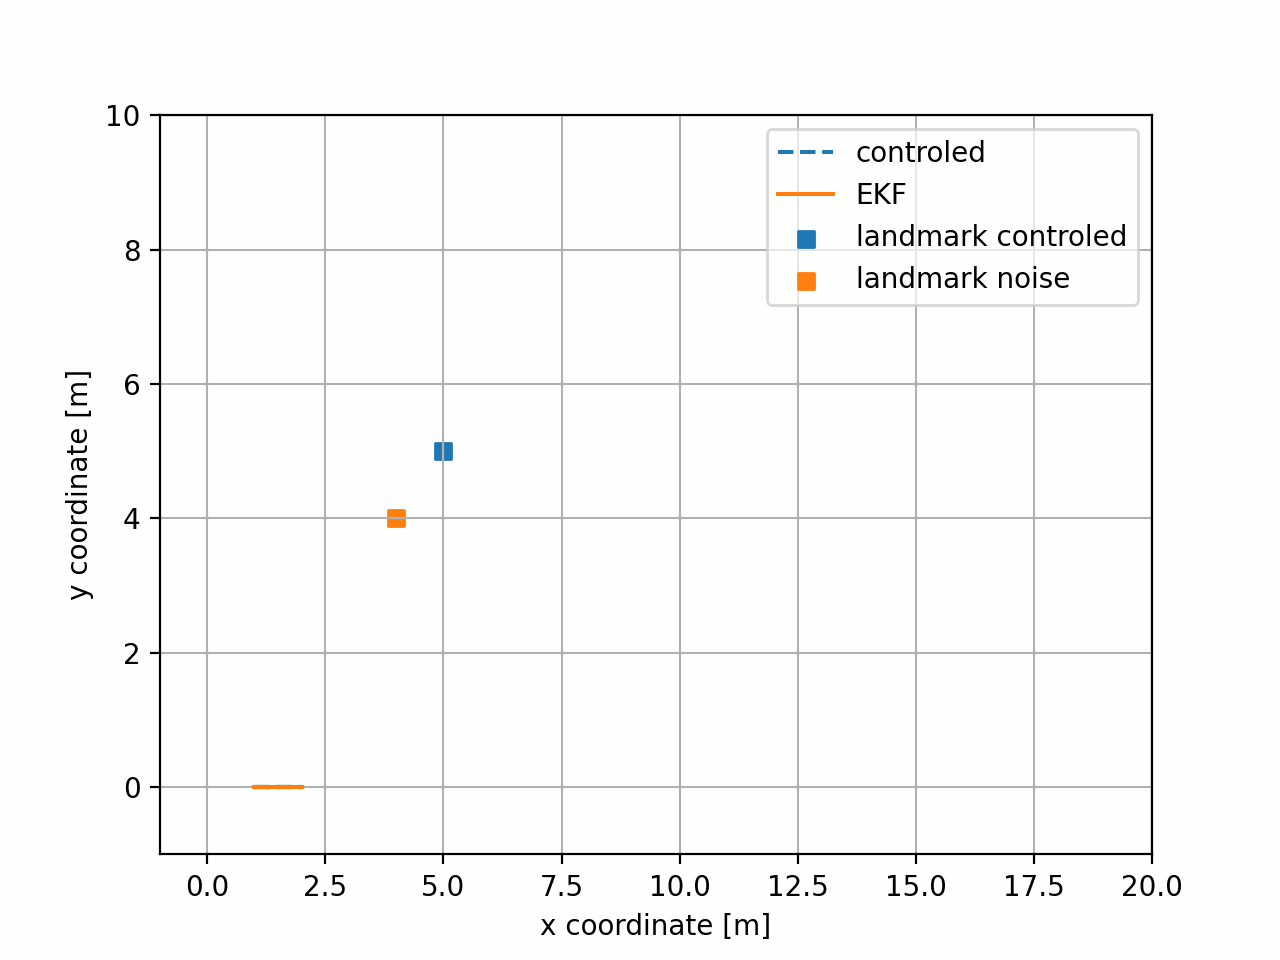 controled
EKF
landmark controled
landmark noise
10
8
6
4
2
0
y coordinate [m]
0.0 2.5 5.0 7.5 10.0 12.5 15.0 17.5 20.0
x coordinate [m]